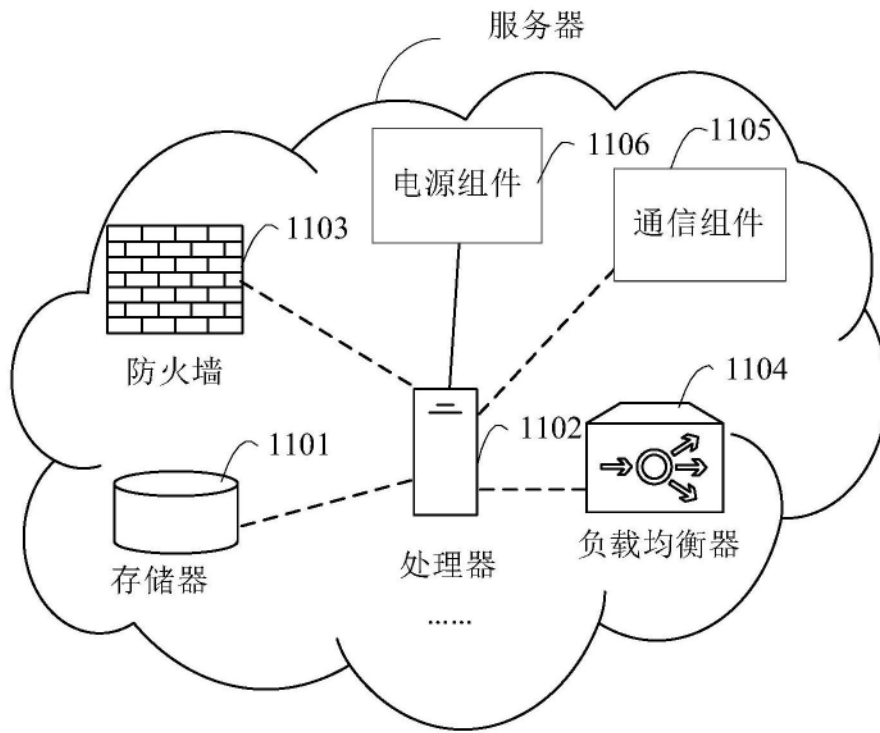 服务器
1106
1105
电源组件
通信组件
1103
防火墙
1104
1101
1102
存储器
处理器
负载均衡器
……